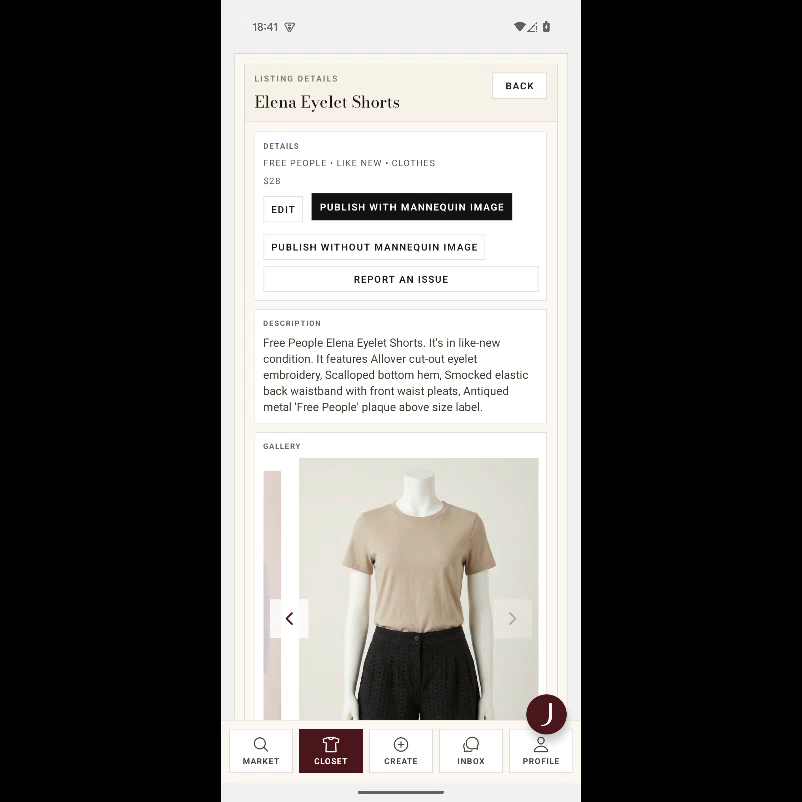 18:41
LISTING DETAILS
Elena Eyelet Shorts
BACK
DETAILS
FREE PEOPLE • LIKE NEW • CLOTHES
$28
EDIT
PUBLISH WITH MANNEQUIN IMAGE
PUBLISH WITHOUT MANNEQUIN IMAGE
REPORT AN ISSUE
DESCRIPTION
Free People Elena Eyelet Shorts. It's in like-new
condition. It features Allover cut-out eyelet
embroidery, Scalloped bottom hem, Smocked elastic
back waistband with front waist pleats, Antiqued
metal 'Free People' plaque above size label.
GALLERY
J
MARKET
CLOSET
CREATE
INBOX
PROFILE